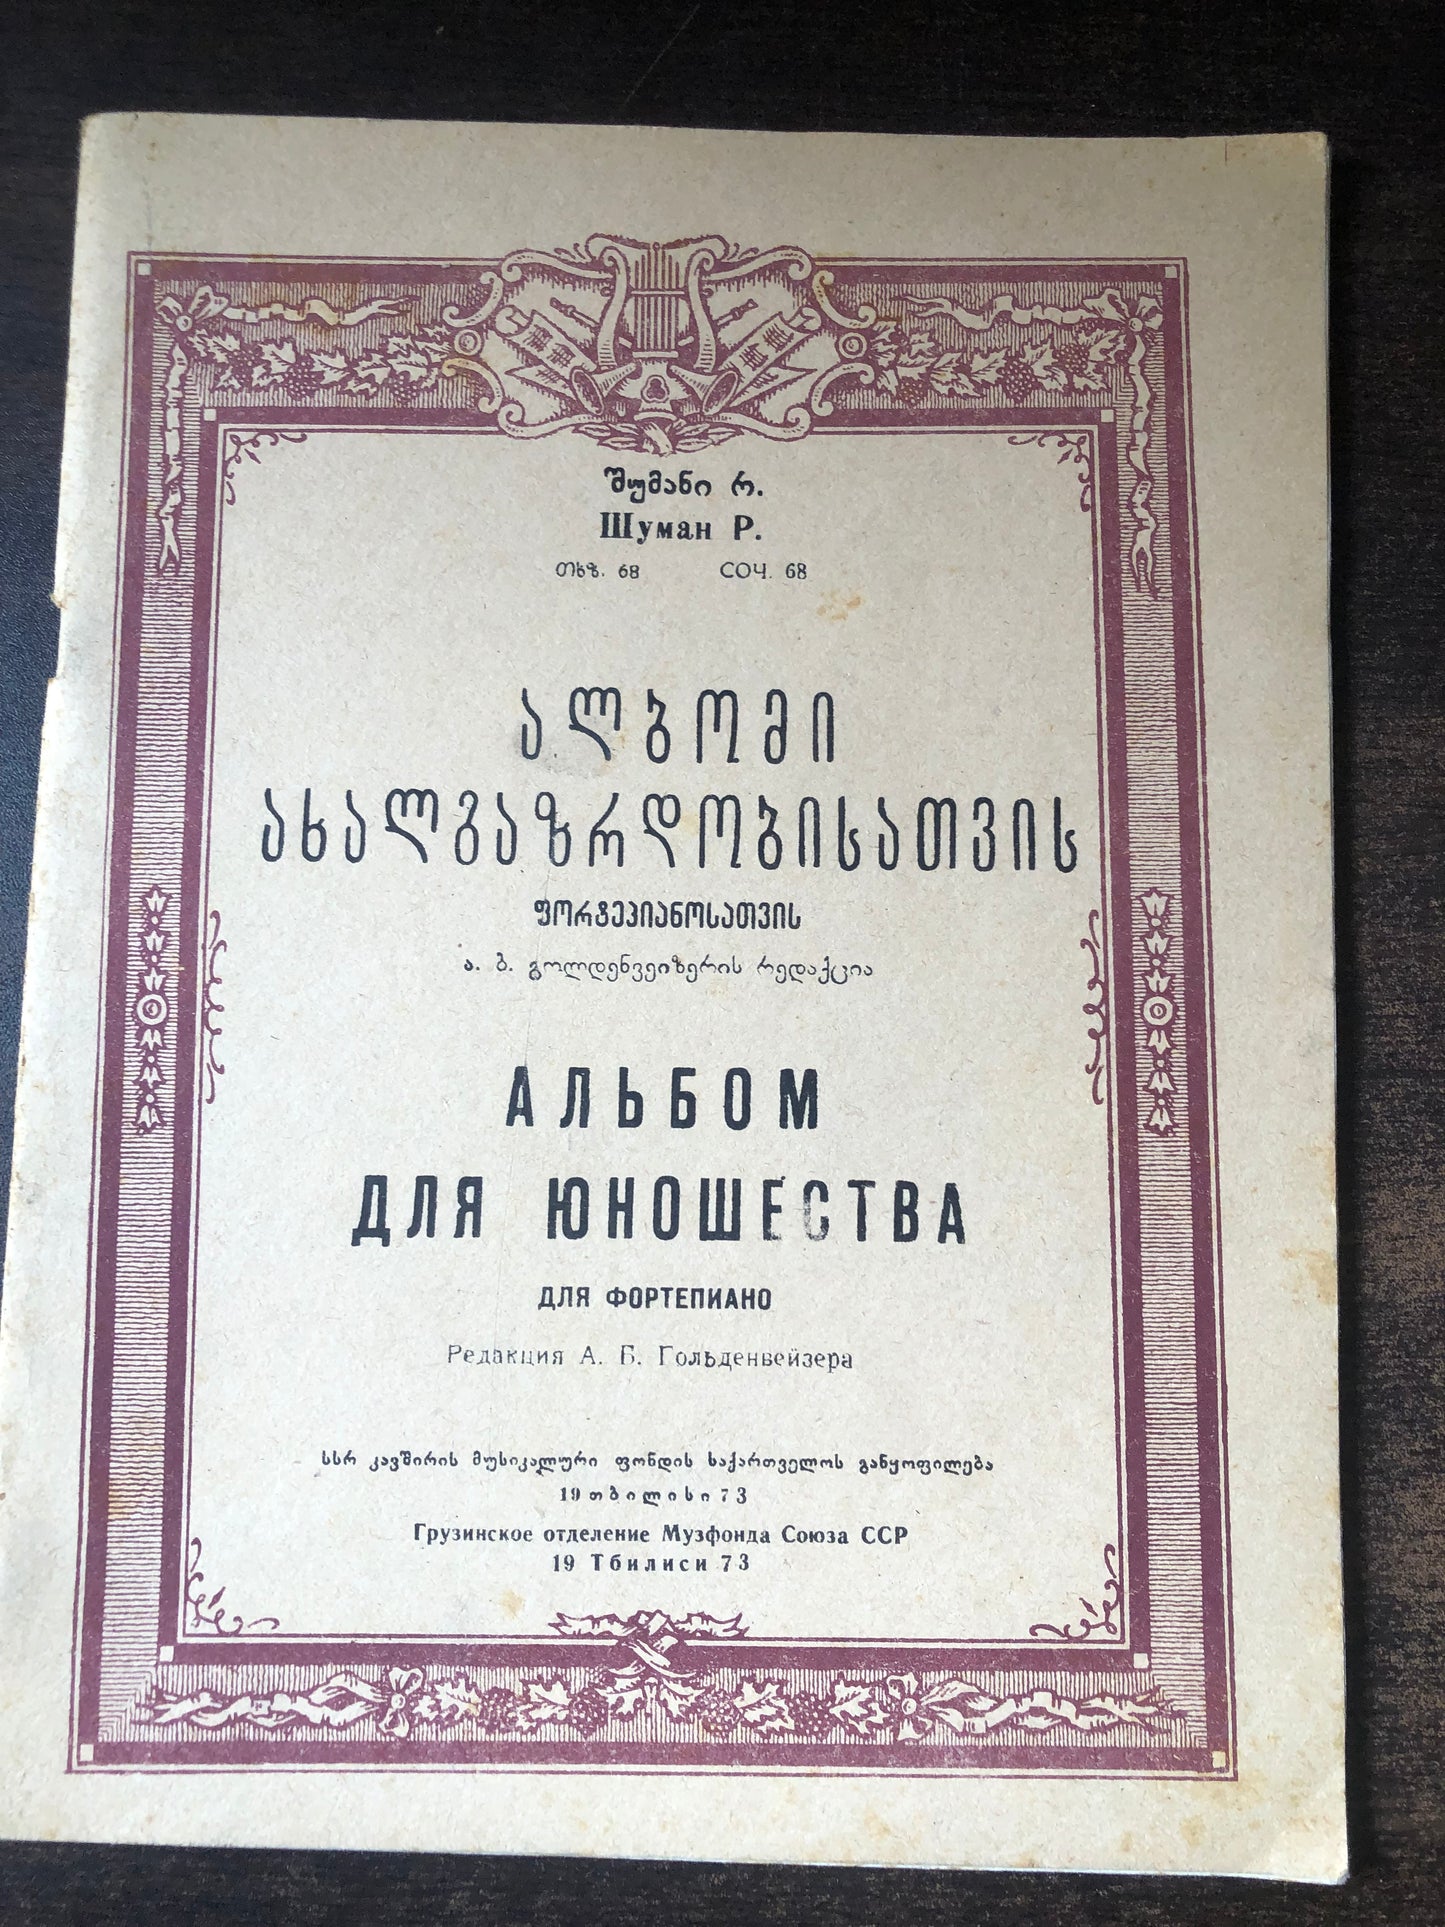 შუმანი რ.
Шуман Р.
თხზ. 68 СОЧ. 68
ალბომი
ახალგაზრდობისათვის
ფორტეპიანოსათვის
ა. ბ. გოლდენვეიზერის რედაქცია
АЛЬБОМ
ДЛЯ ЮНОШЕСТВА
ДЛЯ ФОРТЕПИАНО
Редакция А. Б. Гольденвейзера
სსრ კავშირის მუსიკალური ფონდის საქართველოს განყოფილება
19 თბილისი 73
Грузинское отделение Музфонда Союза ССР
19 Тбилиси 73